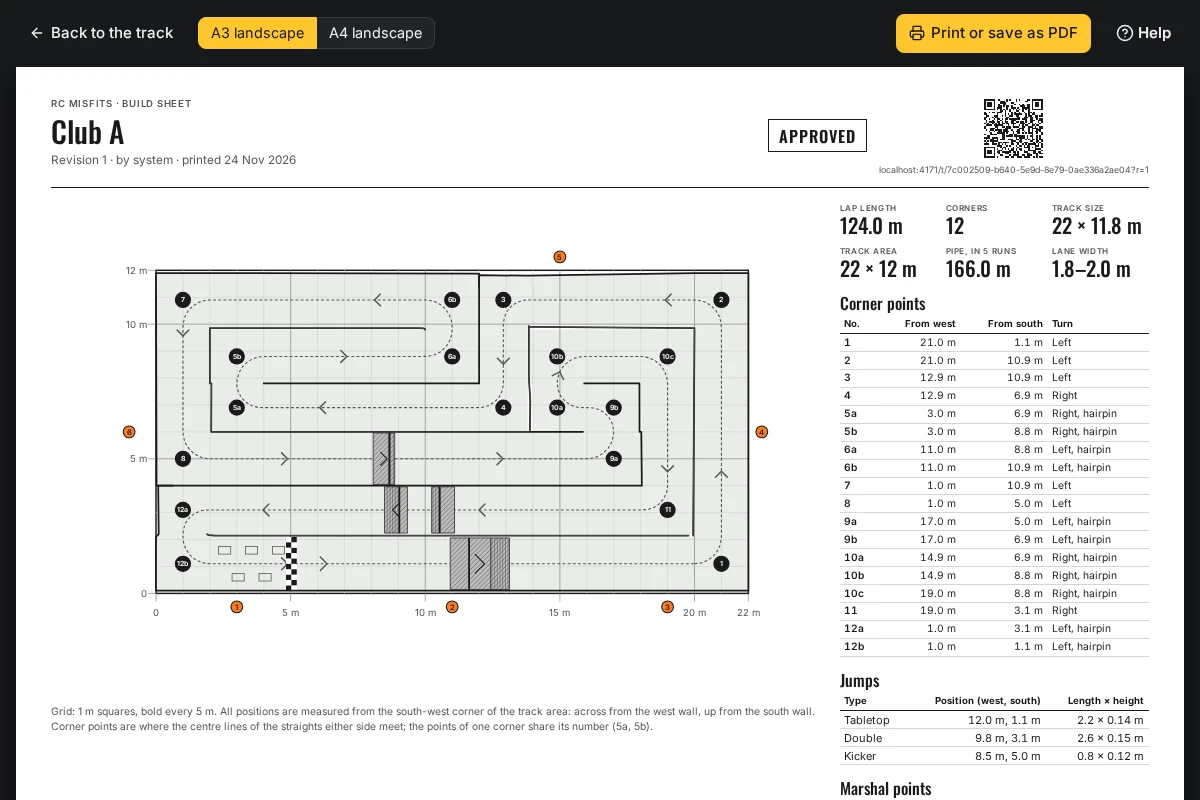 Back to the track
A3 landscape
A4 landscape
Print or save as PDF
Help
RC MISFITS · BUILD SHEET
Club A
Revision 1 · by system · printed 24 Nov 2026
APPROVED
localhost:4171/t/7c002509-b640-5e9d-8e79-0ae336a2ae04?r=1
LAP LENGTH CORNERS TRACK SIZE
124.0 m 12 22 × 11.8 m
TRACK AREA PIPE, IN 5 RUNS LANE WIDTH
22 × 12 m 166.0 m 1.8–2.0 m
5
12 m
7 6b 3 2
10 m
5b 6a 10b 10c
5a 4 10a 9b
6 4
5 m 8 9a
12a 11
12b 1
0
1 2 3
0 5 m 10 m 15 m 20 m 22 m
Grid: 1 m squares, bold every 5 m. All positions are measured from the south-west corner of the track area: across from the west wall, up from the south wall.
Corner points are where the centre lines of the straights either side meet; the points of one corner share its number (5a, 5b).
Corner points
No. From west From south Turn
1 21.0 m 1.1 m Left
2 21.0 m 10.9 m Left
3 12.9 m 10.9 m Left
4 12.9 m 6.9 m Right
5a 3.0 m 6.9 m Right, hairpin
5b 3.0 m 8.8 m Right, hairpin
6a 11.0 m 8.8 m Left, hairpin
6b 11.0 m 10.9 m Left, hairpin
7 1.0 m 10.9 m Left
8 1.0 m 5.0 m Left
9a 17.0 m 5.0 m Left, hairpin
9b 17.0 m 6.9 m Left, hairpin
10a 14.9 m 6.9 m Right, hairpin
10b 14.9 m 8.8 m Right, hairpin
10c 19.0 m 8.8 m Right, hairpin
11 19.0 m 3.1 m Right
12a 1.0 m 3.1 m Left, hairpin
12b 1.0 m 1.1 m Left, hairpin
Jumps
Type Position (west, south) Length × height
Tabletop 12.0 m, 1.1 m 2.2 × 0.14 m
Double 9.8 m, 3.1 m 2.6 × 0.15 m
Kicker 8.5 m, 5.0 m 0.8 × 0.12 m
Marshal points